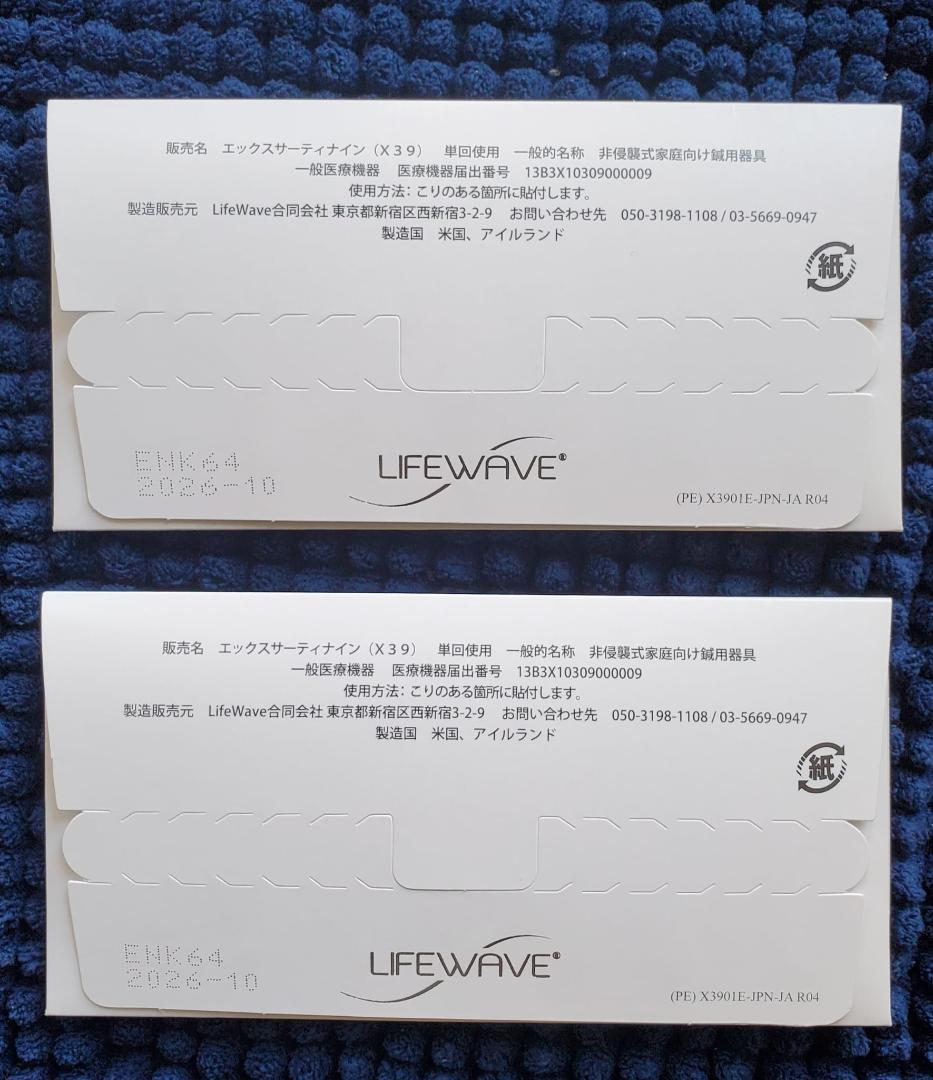 販売名 エックスサーティナイン（X39） 単回使用 一般的名称 非侵襲式家庭向け鍼用器具
一般医療機器 医療機器届出番号 13B3X10309000009
使用方法：こりのある箇所に貼付します。
製造販売元 LifeWave合同会社 東京都新宿区西新宿3-2-9 お問い合わせ先 050-3198-1108 / 03-5669-0947
製造国 米国、アイルランド
紙
ENK64
2026-10
LIFEWAVE®
(PE) X3901E-JPN-JA R04
販売名 エックスサーティナイン（X39） 単回使用 一般的名称 非侵襲式家庭向け鍼用器具
一般医療機器 医療機器届出番号 13B3X10309000009
使用方法：こりのある箇所に貼付します。
製造販売元 LifeWave合同会社 東京都新宿区西新宿3-2-9 お問い合わせ先 050-3198-1108 / 03-5669-0947
製造国 米国、アイルランド
紙
ENK64
2026-10
LIFEWAVE®
(PE) X3901E-JPN-JA R04